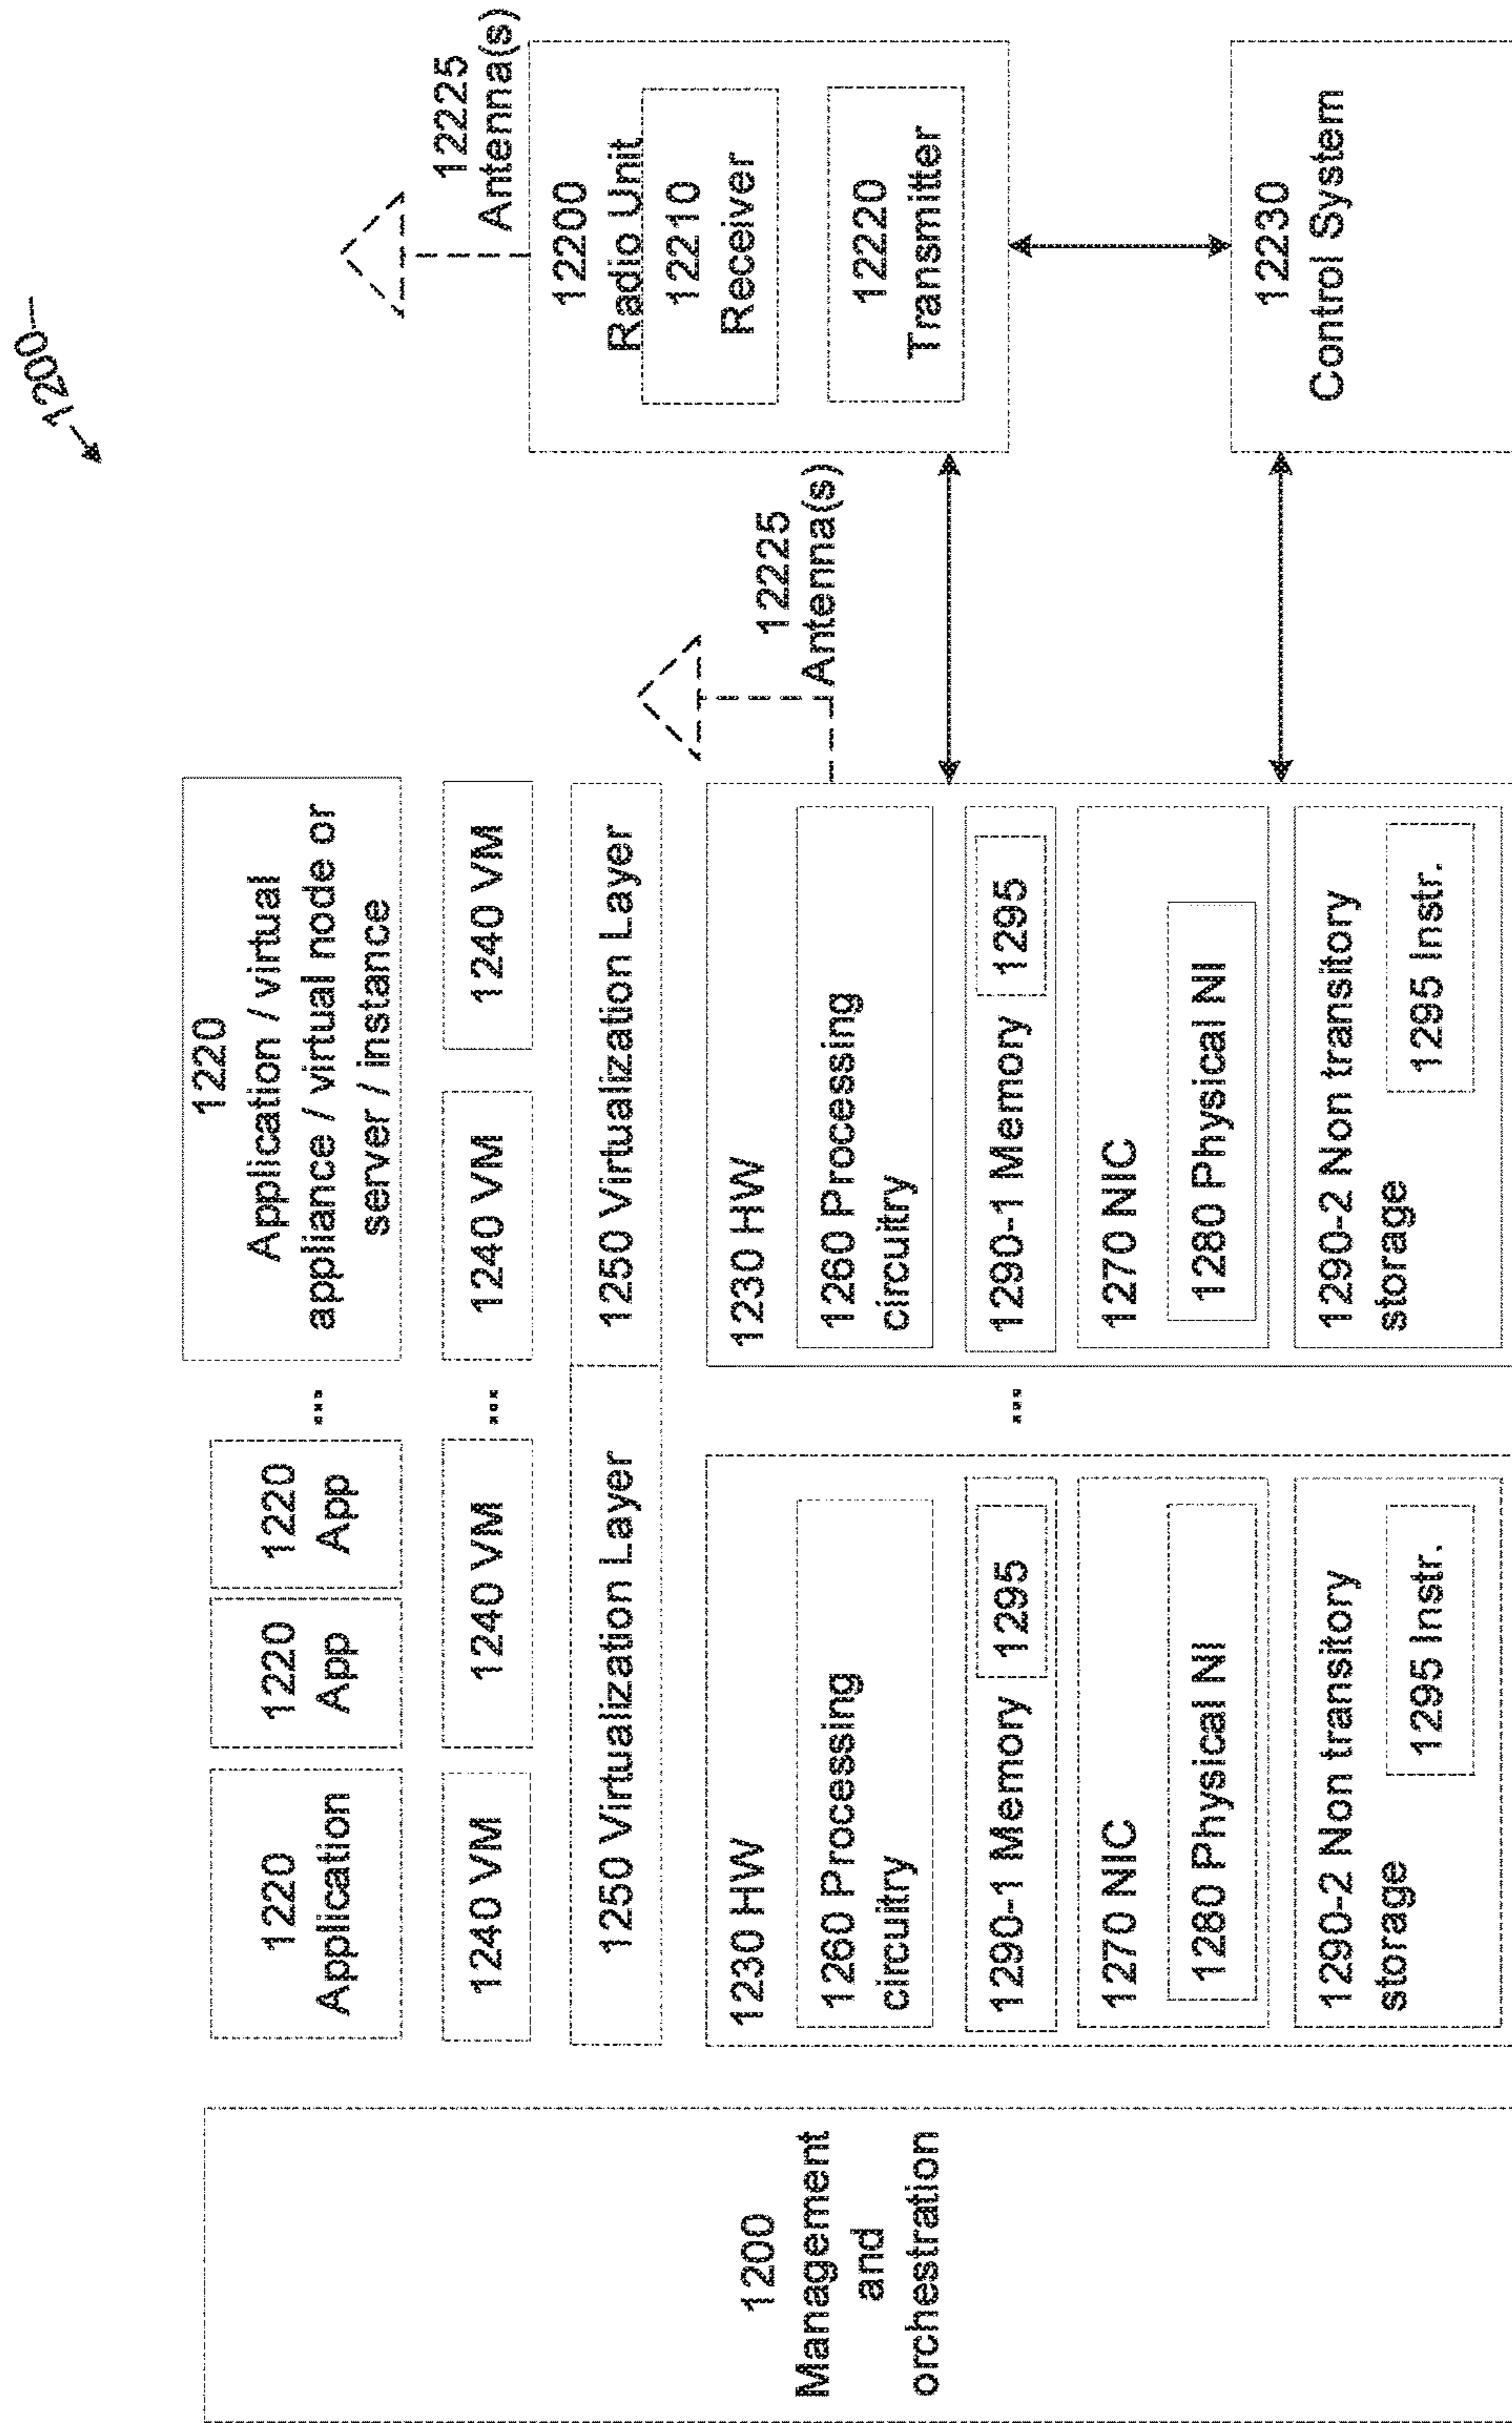 1200
1220
Application
1220
App
1220
App
...
1220
Application / virtual
appliance / virtual node or
server / instance
1240 VM
1240 VM
...
1240 VM
1240 VM
1250 Virtualization Layer
1250 Virtualization Layer
1200
Management
and
orchestration
1230 HW
1260 Processing
circuitry
1290-1 Memory
1295
1270 NIC
1280 Physical NI
1290-2 Non transitory
storage
1295 Instr.
...
1230 HW
1260 Processing
circuitry
1290-1 Memory
1295
1270 NIC
1280 Physical NI
1290-2 Non transitory
storage
1295 Instr.
12225
Antenna(s)
12225
Antenna(s)
12200
Radio Unit
12210
Receiver
12220
Transmitter
12230
Control System